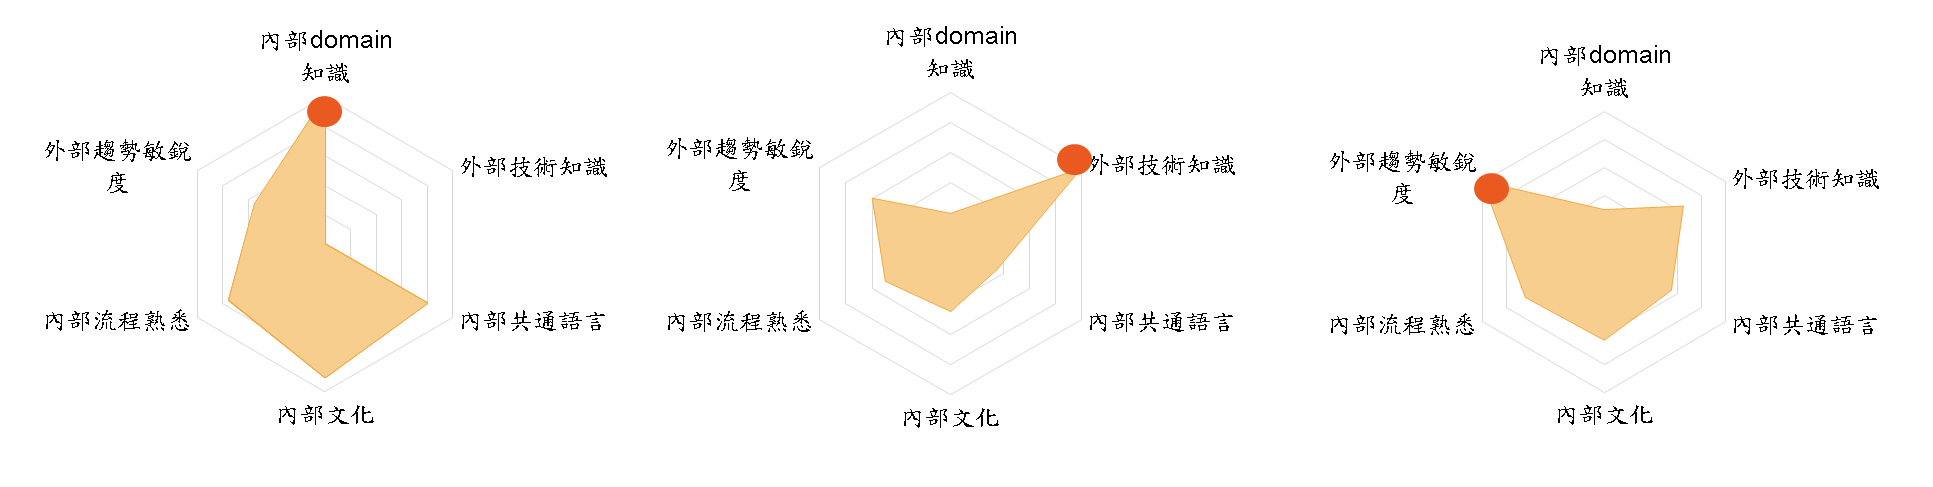 內部domain
知識
外部趨勢敏銳
度
外部技術知識
內部流程熟悉
內部共通語言
內部文化
內部domain
知識
外部趨勢敏銳
度
外部技術知識
內部流程熟悉
內部共通語言
內部文化
內部domain
知識
外部趨勢敏銳
度
外部技術知識
內部流程熟悉
內部共通語言
內部文化